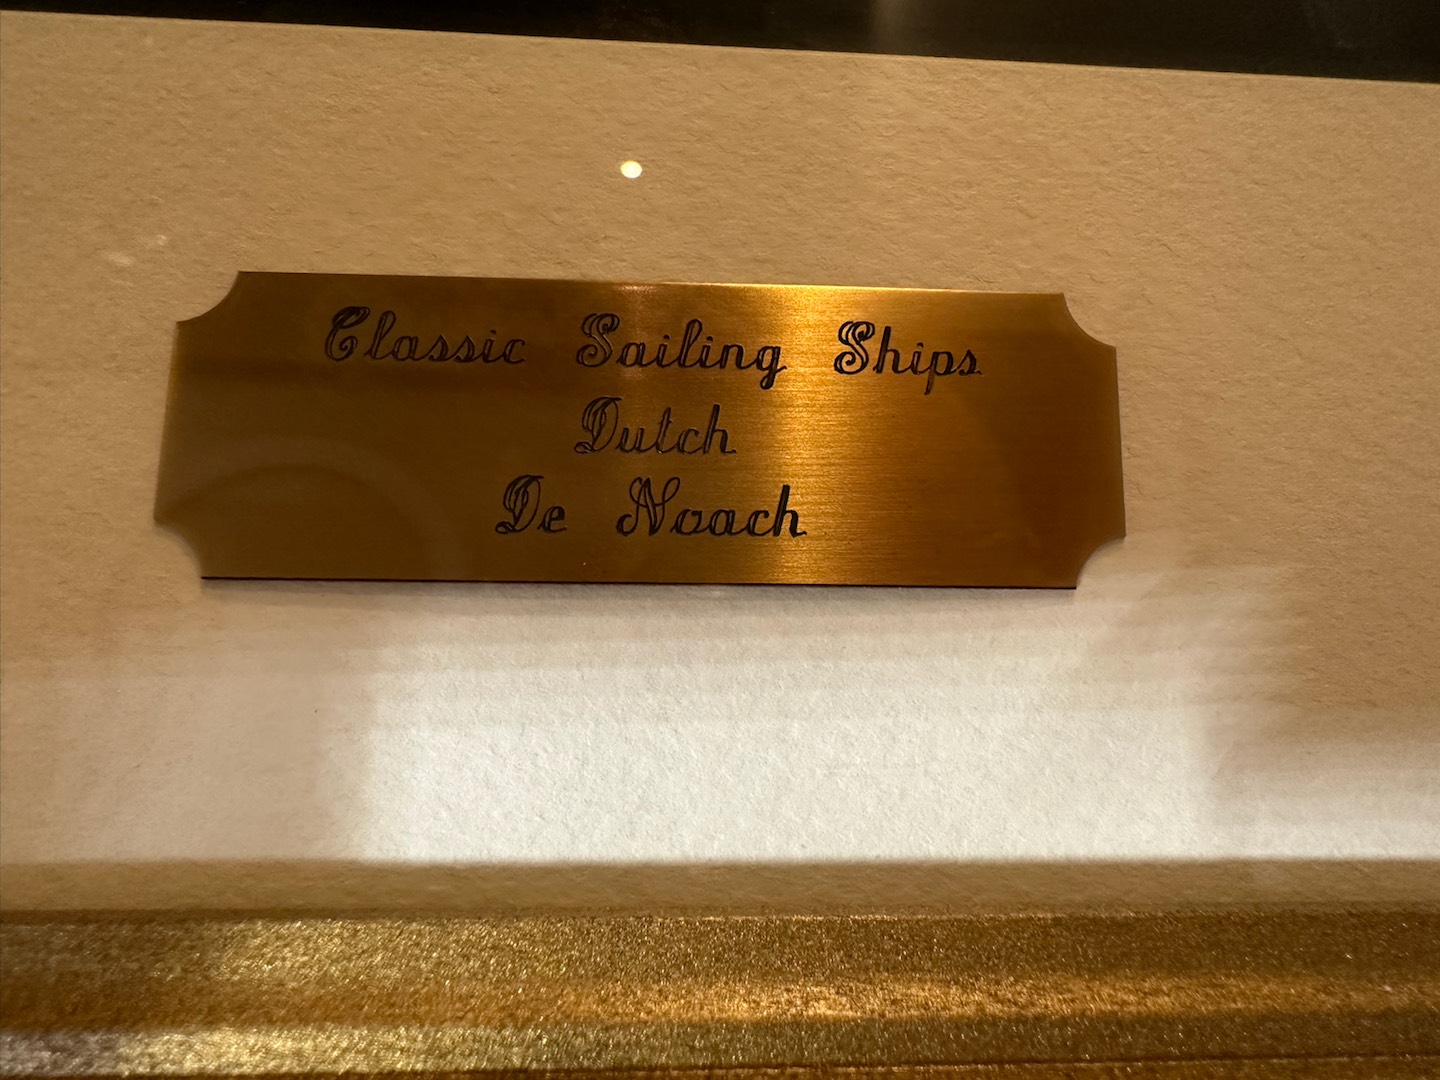 Classic Sailing Ships
Dutch
De Noach